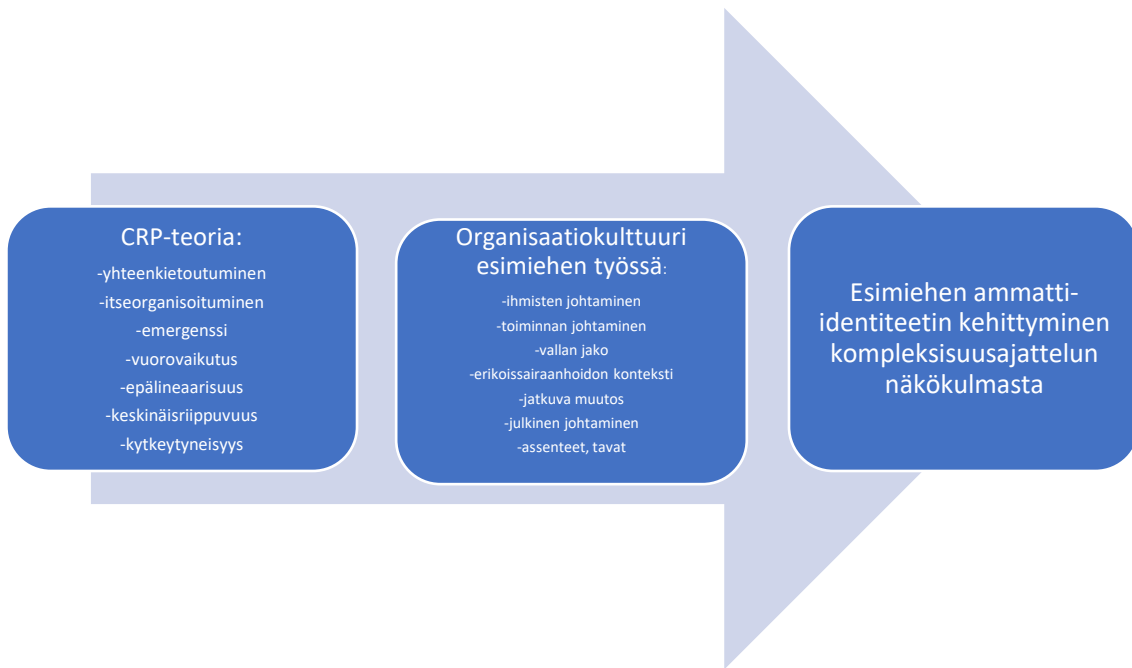 CRP-teoria:
-yhteenkietoutuminen
-itseorganisoituminen
-emergenssi
-vuorovaikutus
-epälineaarisuus
-keskinäisriippuvuus
-kytkeytyneisyys
Organisaatiokulttuuri
esimiehen työssä:
-ihmisten johtaminen
-toiminnan johtaminen
-vallan jako
-erikoissairaanhoidon konteksti
-jatkuva muutos
-julkinen johtaminen
-assenteet, tavat
Esimiehen ammatti-
identiteetin kehittyminen
kompleksisuusajattelun
näkökulmasta